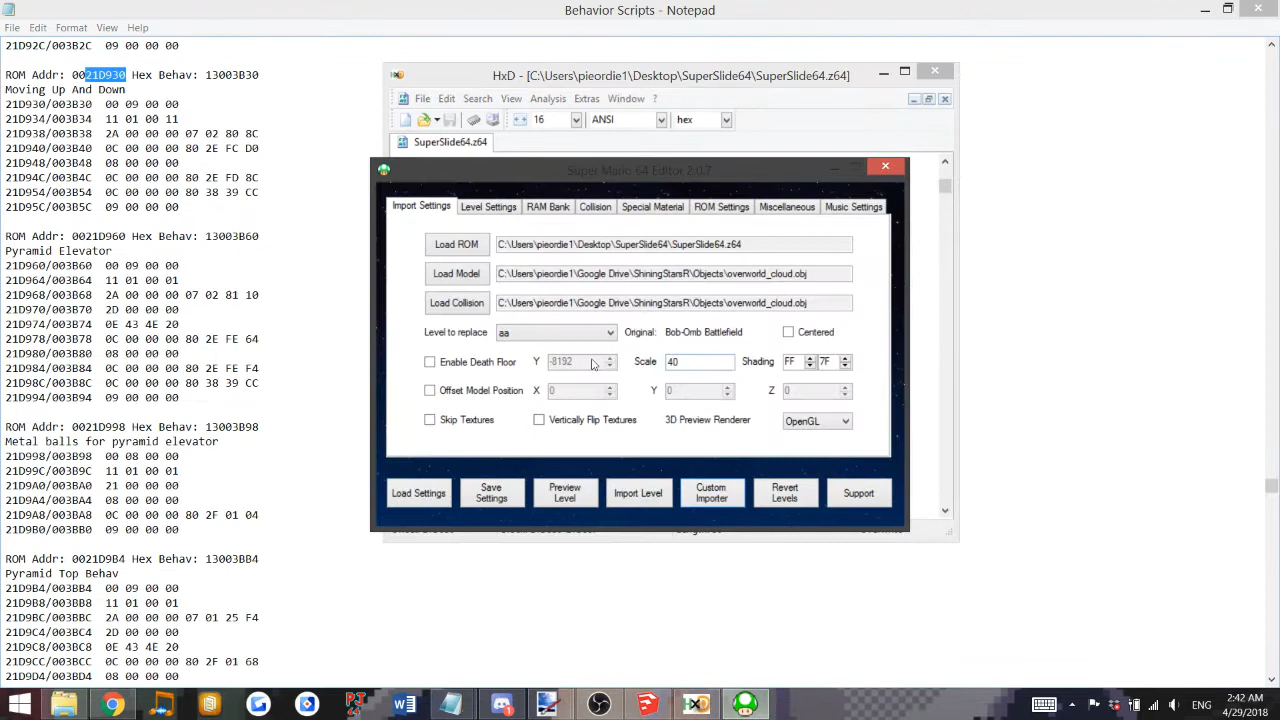 Behavior Scripts - Notepad
File Edit Format View Help
21D92C/003B2C 09 00 00 00
ROM Addr: 0021D930 Hex Behav: 13003B30
Moving Up And Down
21D930/003B30 00 09 00 00
21D934/003B34 11 01 00 11
21D938/003B38 2A 00 00 00 07 02 80 8C
21D940/003B40 0C 00 00 00 80 2E FC D0
21D948/003B48 08 00 00 00
21D94C/003B4C 0C 00 00 00 80 2E FD 8C
21D954/003B54 0C 00 00 00 80 38 39 CC
21D95C/003B5C 09 00 00 00
ROM Addr: 0021D960 Hex Behav: 13003B60
Pyramid Elevator
21D960/003B60 00 09 00 00
21D964/003B64 11 01 00 01
21D968/003B68 2A 00 00 00 07 02 81 10
21D970/003B70 2D 00 00 00
21D974/003B74 0E 43 4E 20
21D978/003B78 0C 00 00 00 80 2E FE 64
21D980/003B80 08 00 00 00
21D984/003B84 0C 00 00 00 80 2E FE F4
21D98C/003B8C 0C 00 00 00 80 38 39 CC
21D994/003B94 09 00 00 00
ROM Addr: 0021D998 Hex Behav: 13003B98
Metal balls for pyramid elevator
21D998/003B98 00 08 00 00
21D99C/003B9C 11 01 00 01
21D9A0/003BA0 21 00 00 00
21D9A4/003BA4 08 00 00 00
21D9A8/003BA8 0C 00 00 00 80 2F 01 04
21D9B0/003BB0 09 00 00 00
ROM Addr: 0021D9B4 Hex Behav: 13003BB4
Pyramid Top Behav
21D9B4/003BB4 00 09 00 00
21D9B8/003BB8 11 01 00 01
21D9BC/003BBC 2A 00 00 00 07 01 25 F4
21D9C4/003BC4 2D 00 00 00
21D9C8/003BC8 0E 43 4E 20
21D9CC/003BCC 0C 00 00 00 80 2F 01 68
21D9D4/003BD4 08 00 00 00
HxD - [C:\Users\pieordie1\Desktop\SuperSlide64\SuperSlide64.z64]
File Edit Search View Analysis Extras Window ?
16 ANSI hex
SuperSlide64.z64
Super Mario 64 Editor 2.0.7
Import Settings Level Settings RAM Bank Collision Special Material ROM Settings Miscellaneous Music Settings
Load ROM C:\Users\pieordie1\Desktop\SuperSlide64\SuperSlide64.z64
Load Model C:\Users\pieordie1\Google Drive\ShiningStarsR\Objects\overworld_cloud.obj
Load Collision C:\Users\pieordie1\Google Drive\ShiningStarsR\Objects\overworld_cloud.obj
Level to replace aa Original: Bob-Omb Battlefield Centered
Enable Death Floor Y -8192 Scale 40 Shading FF 7F
Offset Model Position X 0 Y 0 Z 0
Skip Textures Vertically Flip Textures 3D Preview Renderer OpenGL
Load Settings Save Settings Preview Level Import Level Custom Importer Revert Levels Support
ENG
2:42 AM
4/29/2018